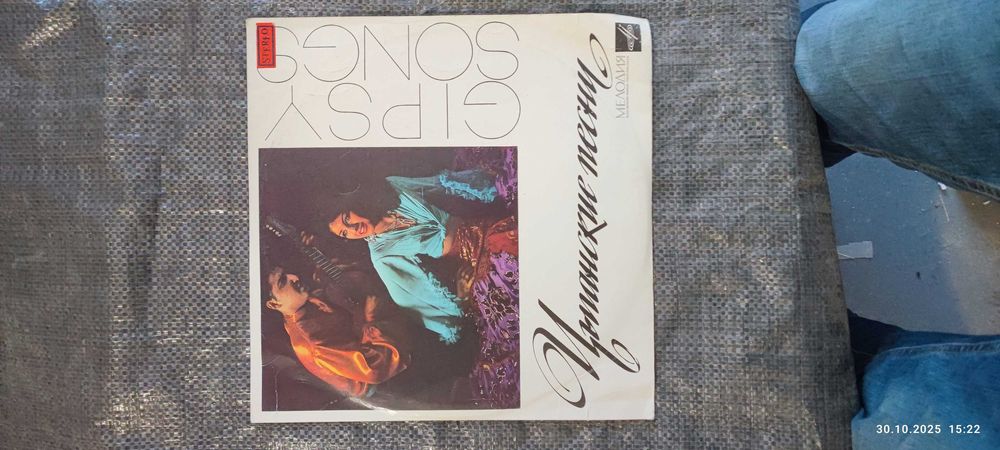 STEREO
GIPSY
SONGS
Цыганские песни
МЕЛОДИЯ
30.10.2025 15:22